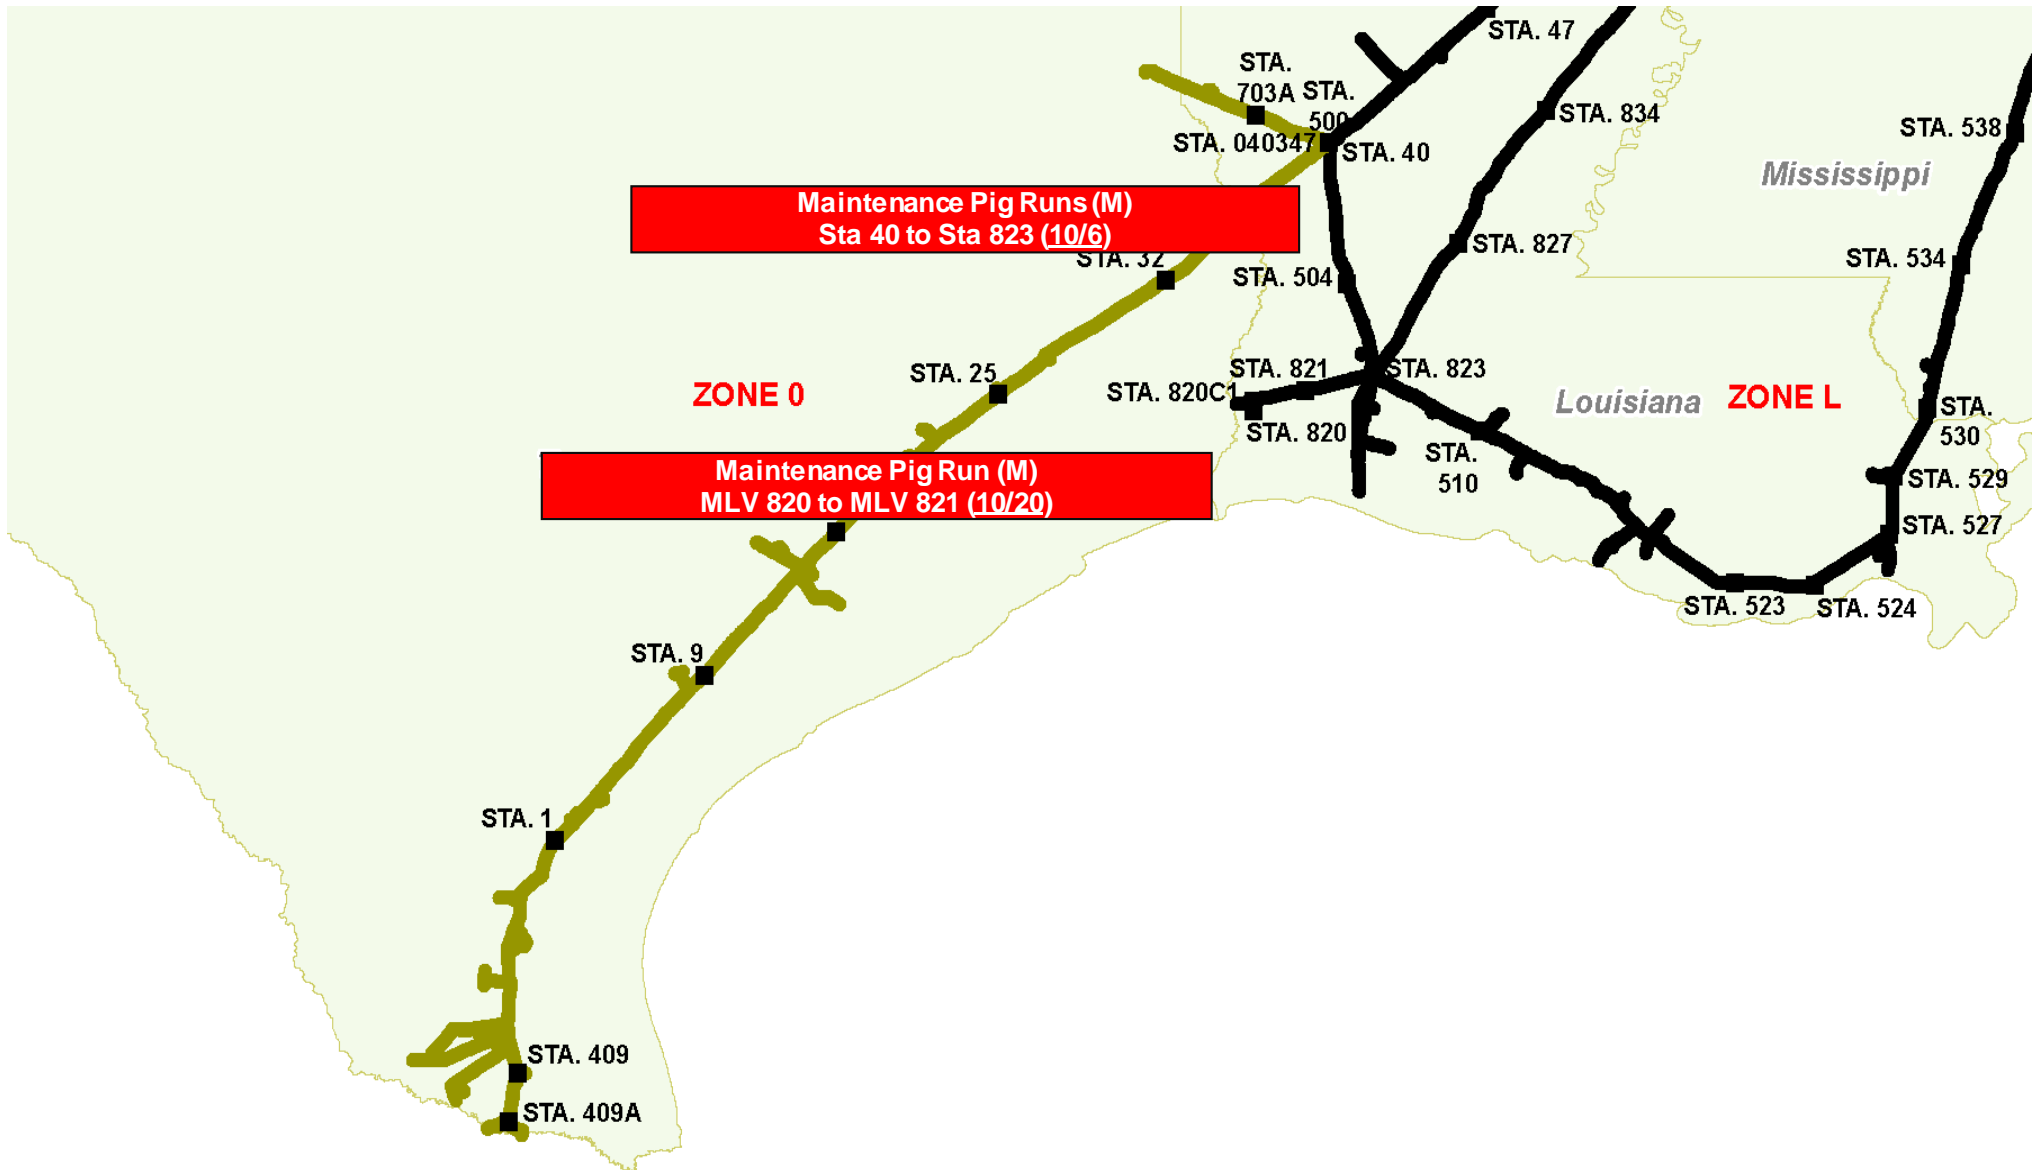 STA. 47
STA.
703A
STA.
500
STA. 834
STA. 538
STA. 040347
STA. 40
Mississippi
Maintenance Pig Runs (M)
Sta 40 to Sta 823 (10/6)
STA. 827
STA. 32
STA. 504
STA. 534
STA. 25
STA. 821
STA. 823
STA. 820C1
ZONE 0
Louisiana
ZONE L
STA.
530
STA. 820
STA.
510
Maintenance Pig Run (M)
MLV 820 to MLV 821 (10/20)
STA. 529
STA. 527
STA. 523
STA. 524
STA. 9
STA. 1
STA. 409
STA. 409A